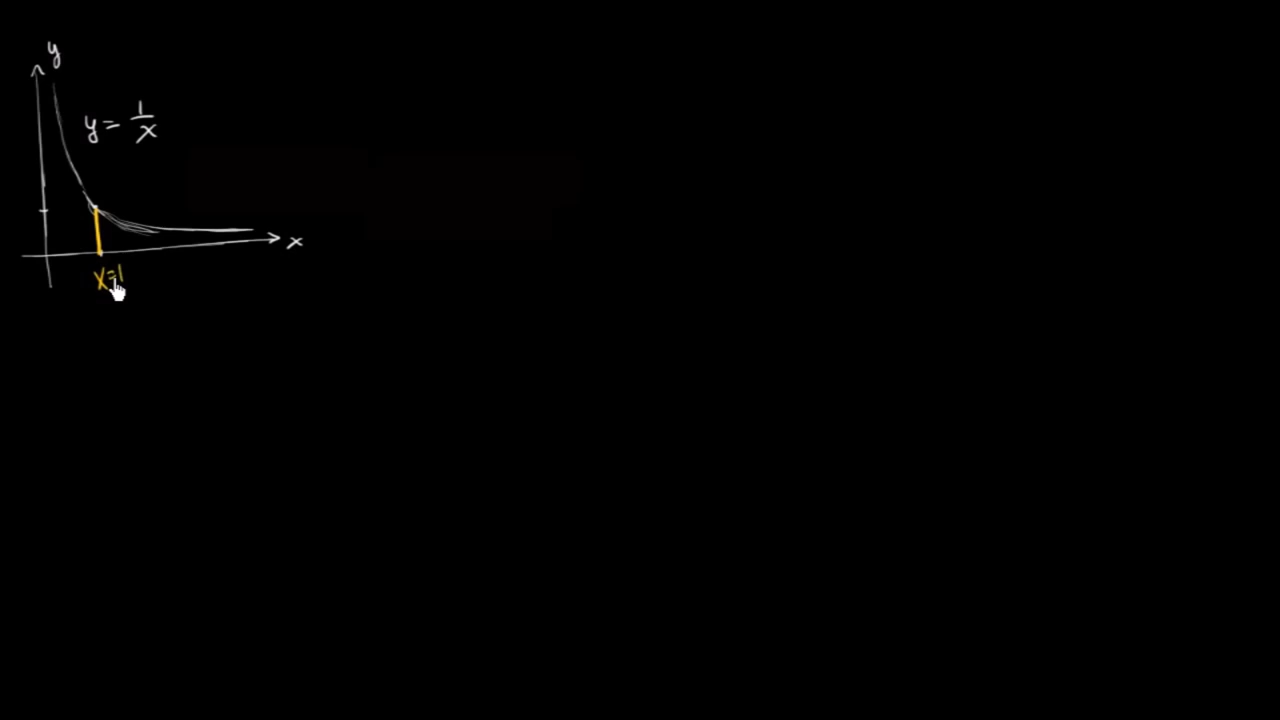 y
y = 1/x
x
x=1